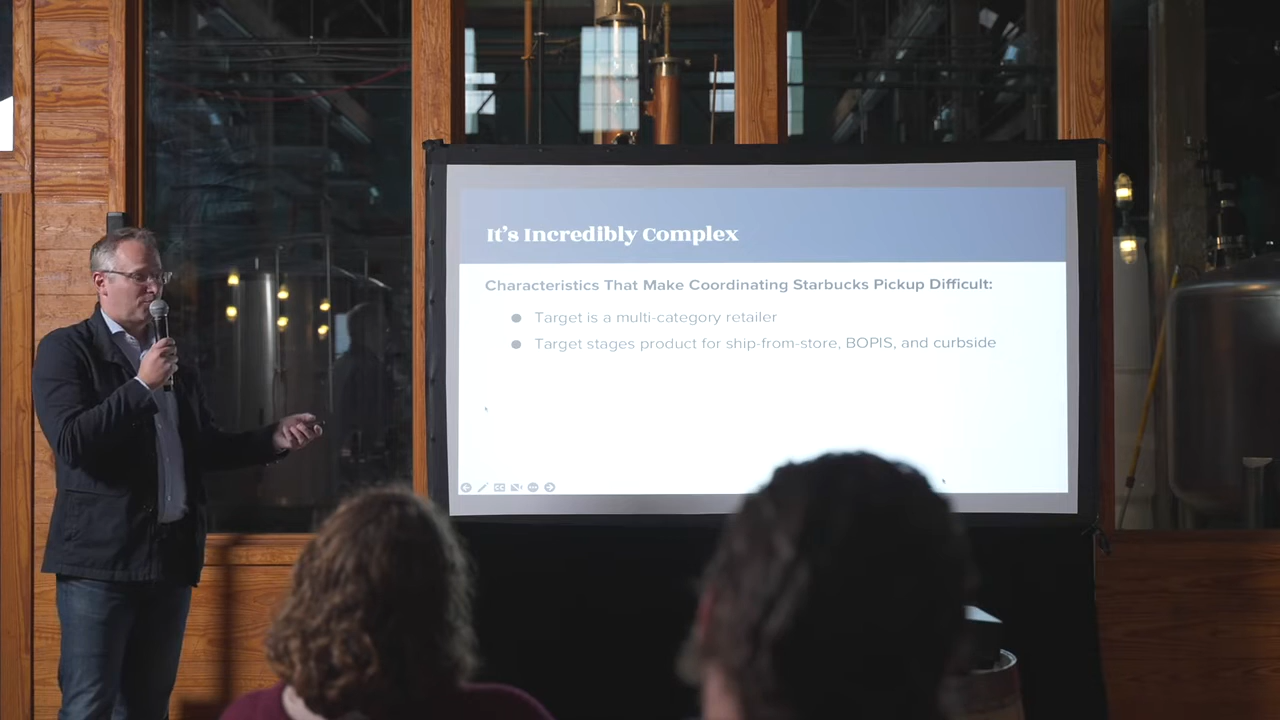 It's Incredibly Complex
Characteristics That Make Coordinating Starbucks Pickup Difficult:
● Target is a multi-category retailer
● Target stages product for ship-from-store, BOPIS, and curbside